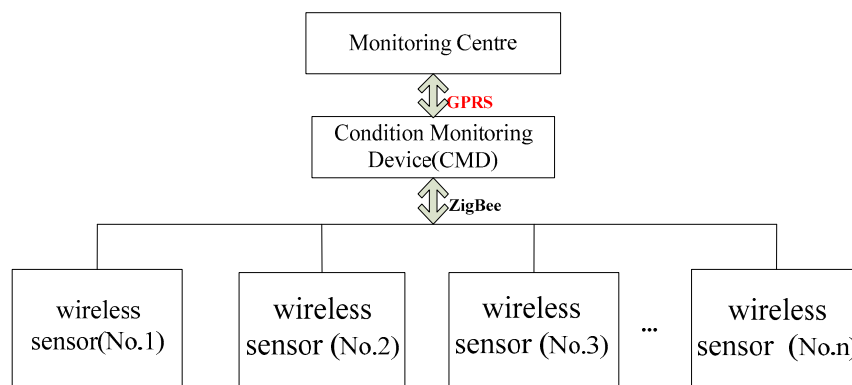 Monitoring Centre
GPRS
Condition Monitoring
Device(CMD)
ZigBee
wireless
sensor(No.1)
wireless
sensor (No.2)
wireless
sensor (No.3)
...
wireless
sensor (No.n)